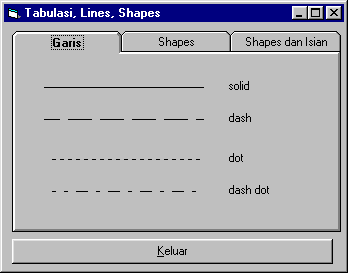 Tabulasi, Lines, Shapes
Garis Shapes Shapes dan Isian
solid
dash
dot
dash dot
Keluar